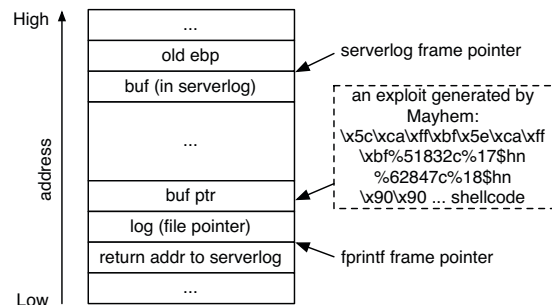 High
address
Low
...
old ebp
buf (in serverlog)
...
buf ptr
log (file pointer)
return addr to serverlog
...
serverlog frame pointer
an exploit generated by
Mayhem:
\x5c\xca\xff\xbf\x5e\xca\xff
\xbf%51832c%17$hn
%62847c%18$hn
\x90\x90 ... shellcode
fprintf frame pointer